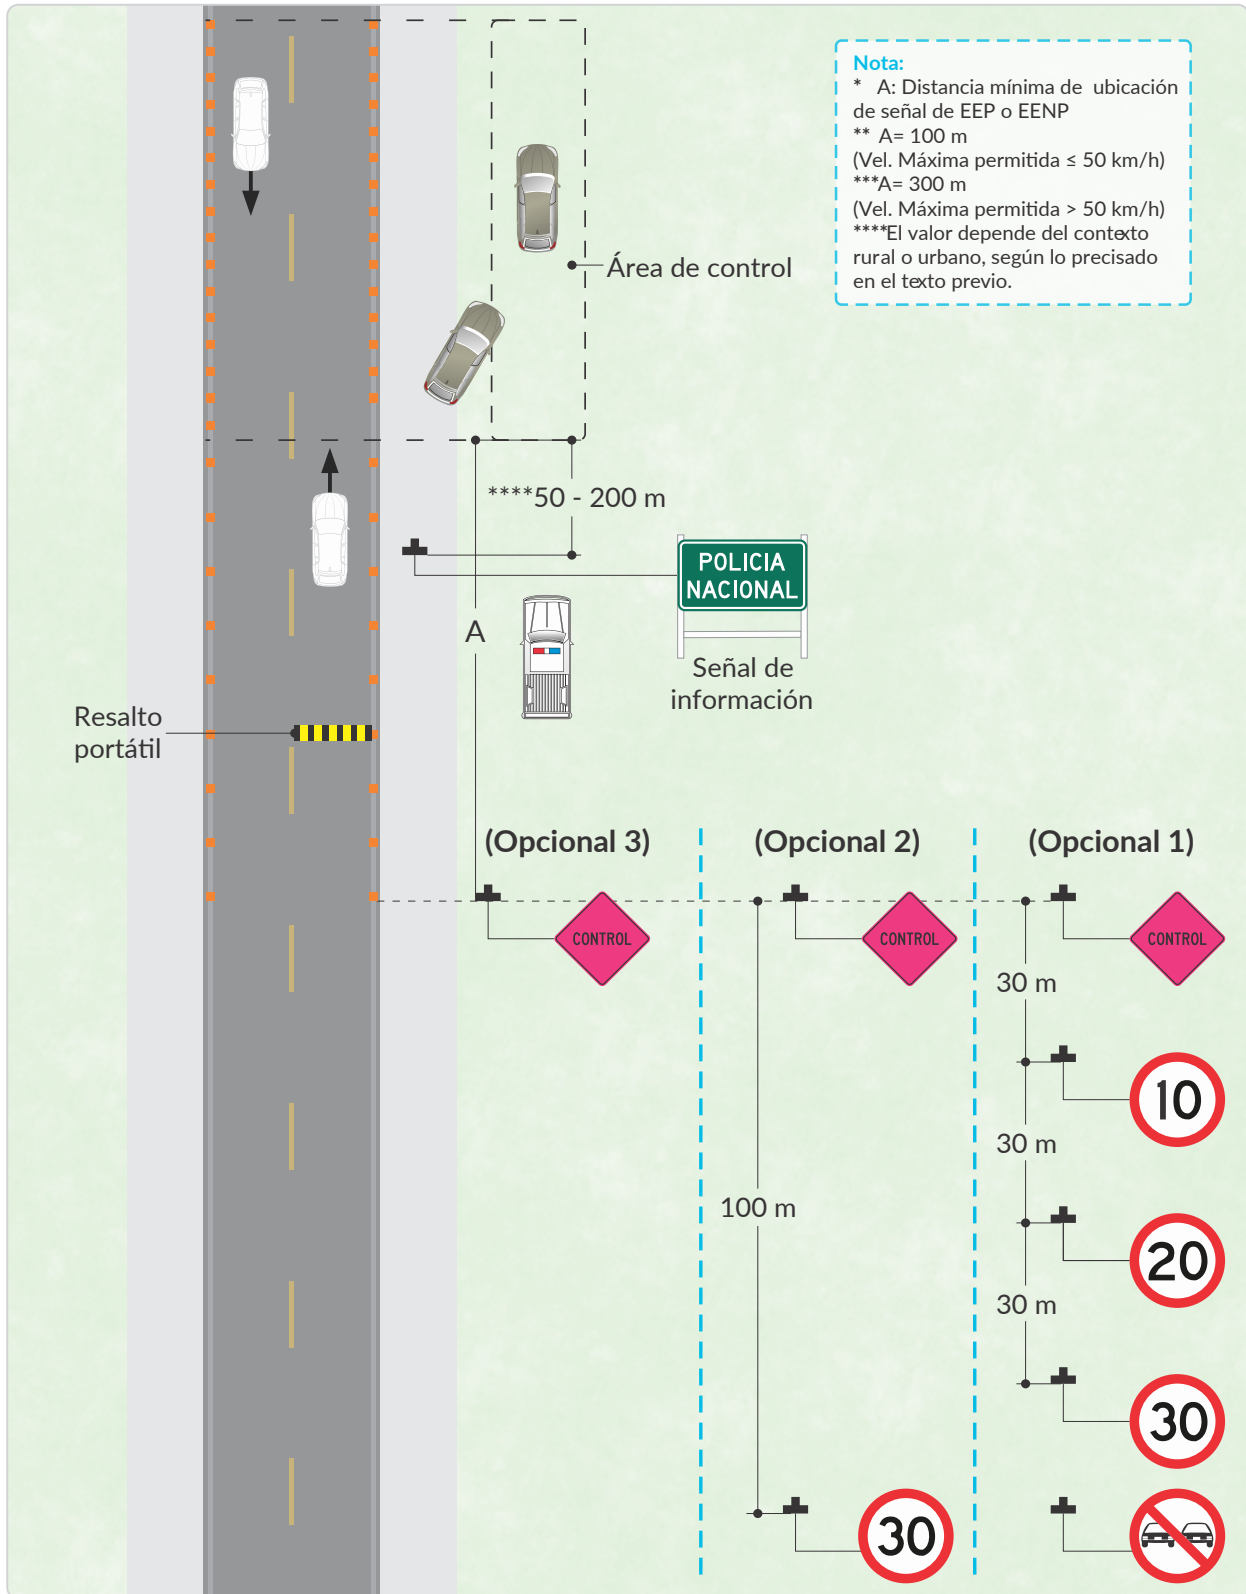 Nota:
* A: Distancia mínima de ubicación
de señal de EEP o EENP
** A= 100 m
(Vel. Máxima permitida ≤ 50 km/h)
***A= 300 m
(Vel. Máxima permitida > 50 km/h)
****El valor depende del contexto
rural o urbano, según lo precisado
en el texto previo.
Área de control
****50 - 200 m
POLICIA
NACIONAL
A
Señal de
información
Resalto
portátil
(Opcional 3)
(Opcional 2)
(Opcional 1)
CONTROL
CONTROL
CONTROL
30 m
10
30 m
100 m
20
30 m
30
30